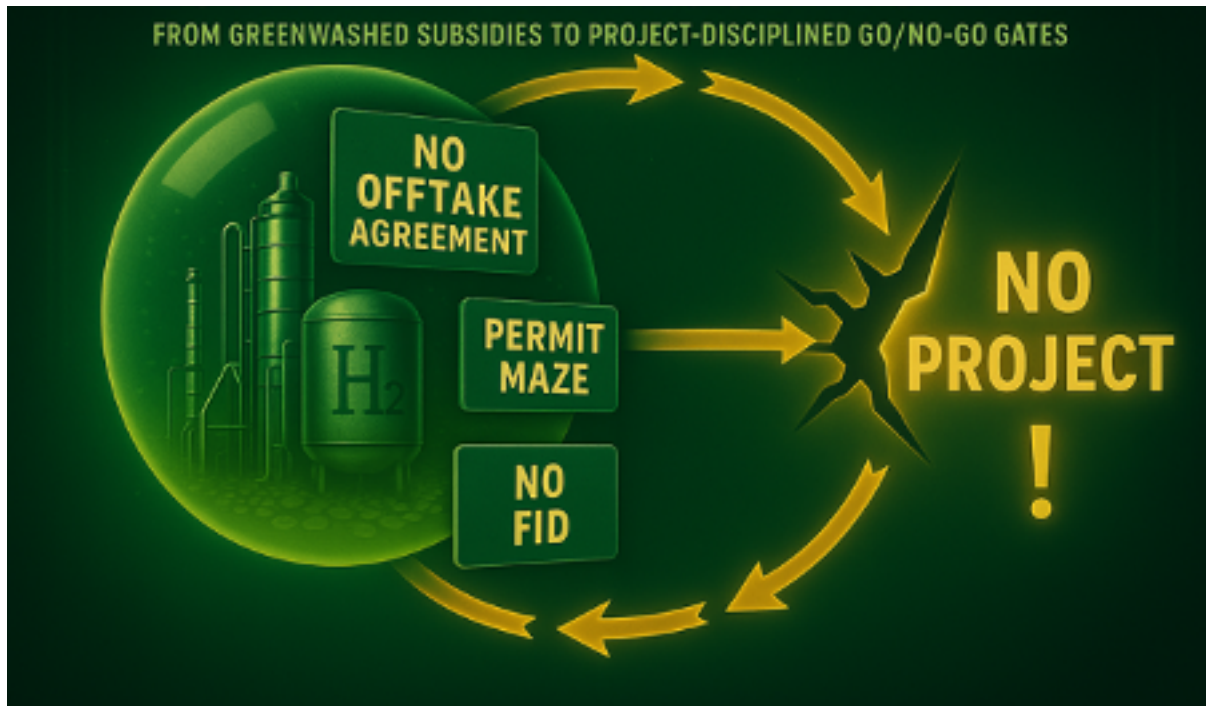 FROM GREENWASHED SUBSIDIES TO PROJECT-DISCIPLINED GO/NO-GO GATES
NO
OFFTAKE
AGREEMENT
H2
PERMIT
MAZE
NO
FID
NO
PROJECT
!